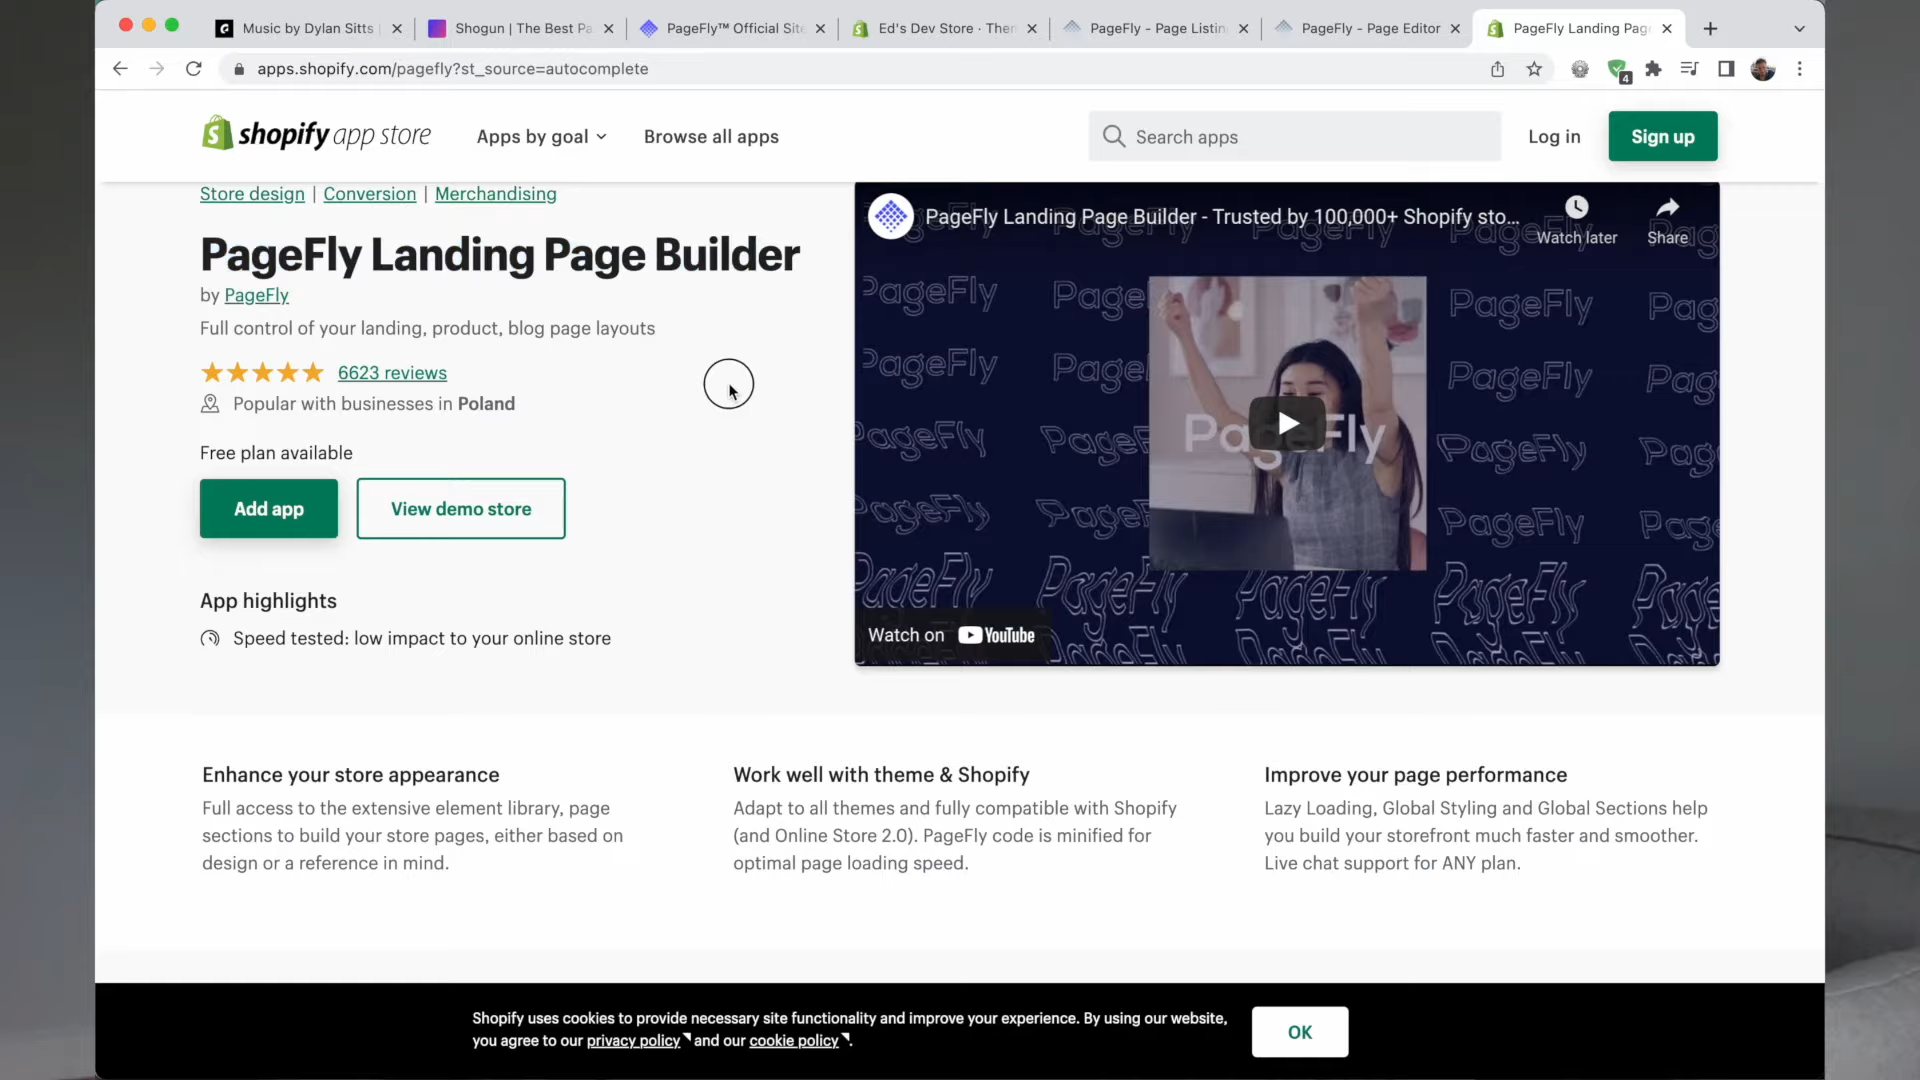 Music by Dylan Sitts
Shogun | The Best Pa
PageFly™ Official Site
Ed's Dev Store · Them
PageFly - Page Listin
PageFly - Page Editor
PageFly Landing Page
apps.shopify.com/pagefly?st_source=autocomplete
4
shopify app store
Apps by goal
Browse all apps
Search apps
Log in
Sign up
Store design | Conversion | Merchandising
PageFly Landing Page Builder
by PageFly
Full control of your landing, product, blog page layouts
6623 reviews
Popular with businesses in Poland
Free plan available
Add app
View demo store
App highlights
Speed tested: low impact to your online store
PageFly Landing Page Builder - Trusted by 100,000+ Shopify sto...
Watch later
Share
PageFly
Watch on YouTube
Enhance your store appearance
Full access to the extensive element library, page
sections to build your store pages, either based on
design or a reference in mind.
Work well with theme & Shopify
Adapt to all themes and fully compatible with Shopify
(and Online Store 2.0). PageFly code is minified for
optimal page loading speed.
Improve your page performance
Lazy Loading, Global Styling and Global Sections help
you build your storefront much faster and smoother.
Live chat support for ANY plan.
Shopify uses cookies to provide necessary site functionality and improve your experience. By using our website,
you agree to our privacy policy and our cookie policy.
OK